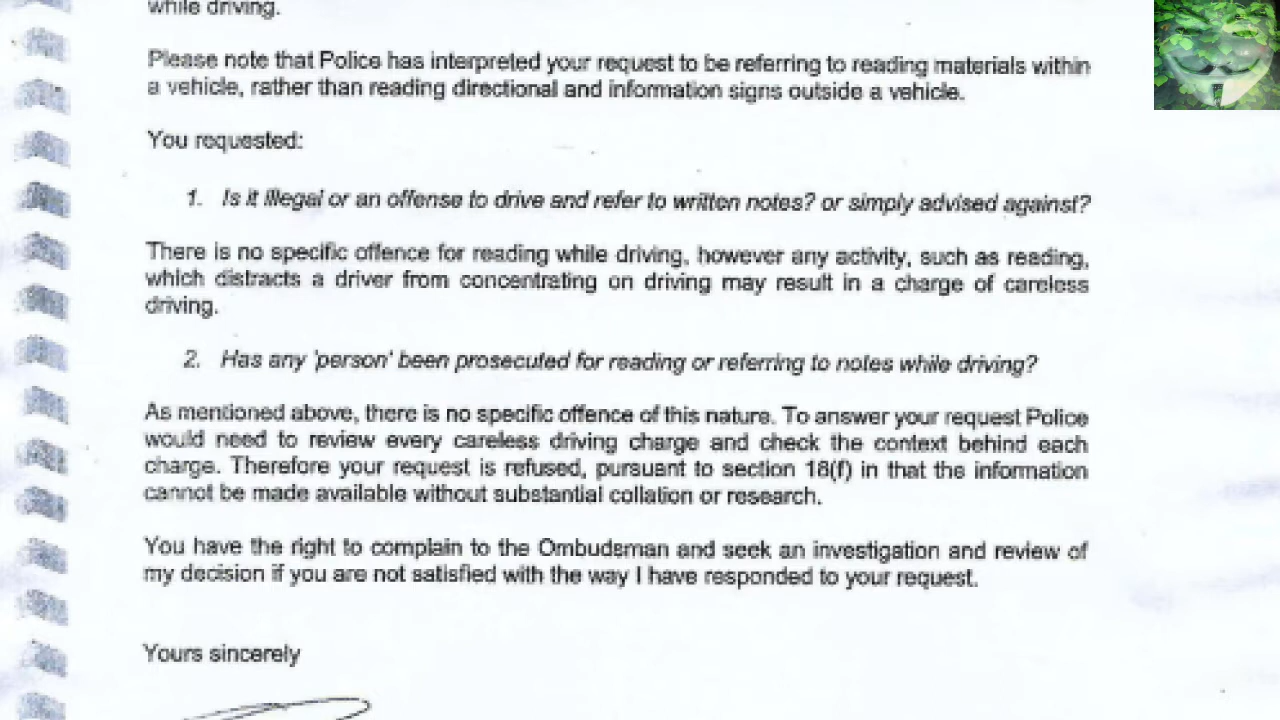 while driving.
Please note that Police has interpreted your request to be referring to reading materials within
a vehicle, rather than reading directional and information signs outside a vehicle.
You requested:
1. Is it illegal or an offense to drive and refer to written notes? or simply advised against?
There is no specific offence for reading while driving, however any activity, such as reading,
which distracts a driver from concentrating on driving may result in a charge of careless
driving.
2. Has any 'person' been prosecuted for reading or referring to notes while driving?
As mentioned above, there is no specific offence of this nature. To answer your request Police
would need to review every careless driving charge and check the context behind each
charge. Therefore your request is refused, pursuant to section 18(f) in that the information
cannot be made available without substantial collation or research.
You have the right to complain to the Ombudsman and seek an investigation and review of
my decision if you are not satisfied with the way I have responded to your request.
Yours sincerely